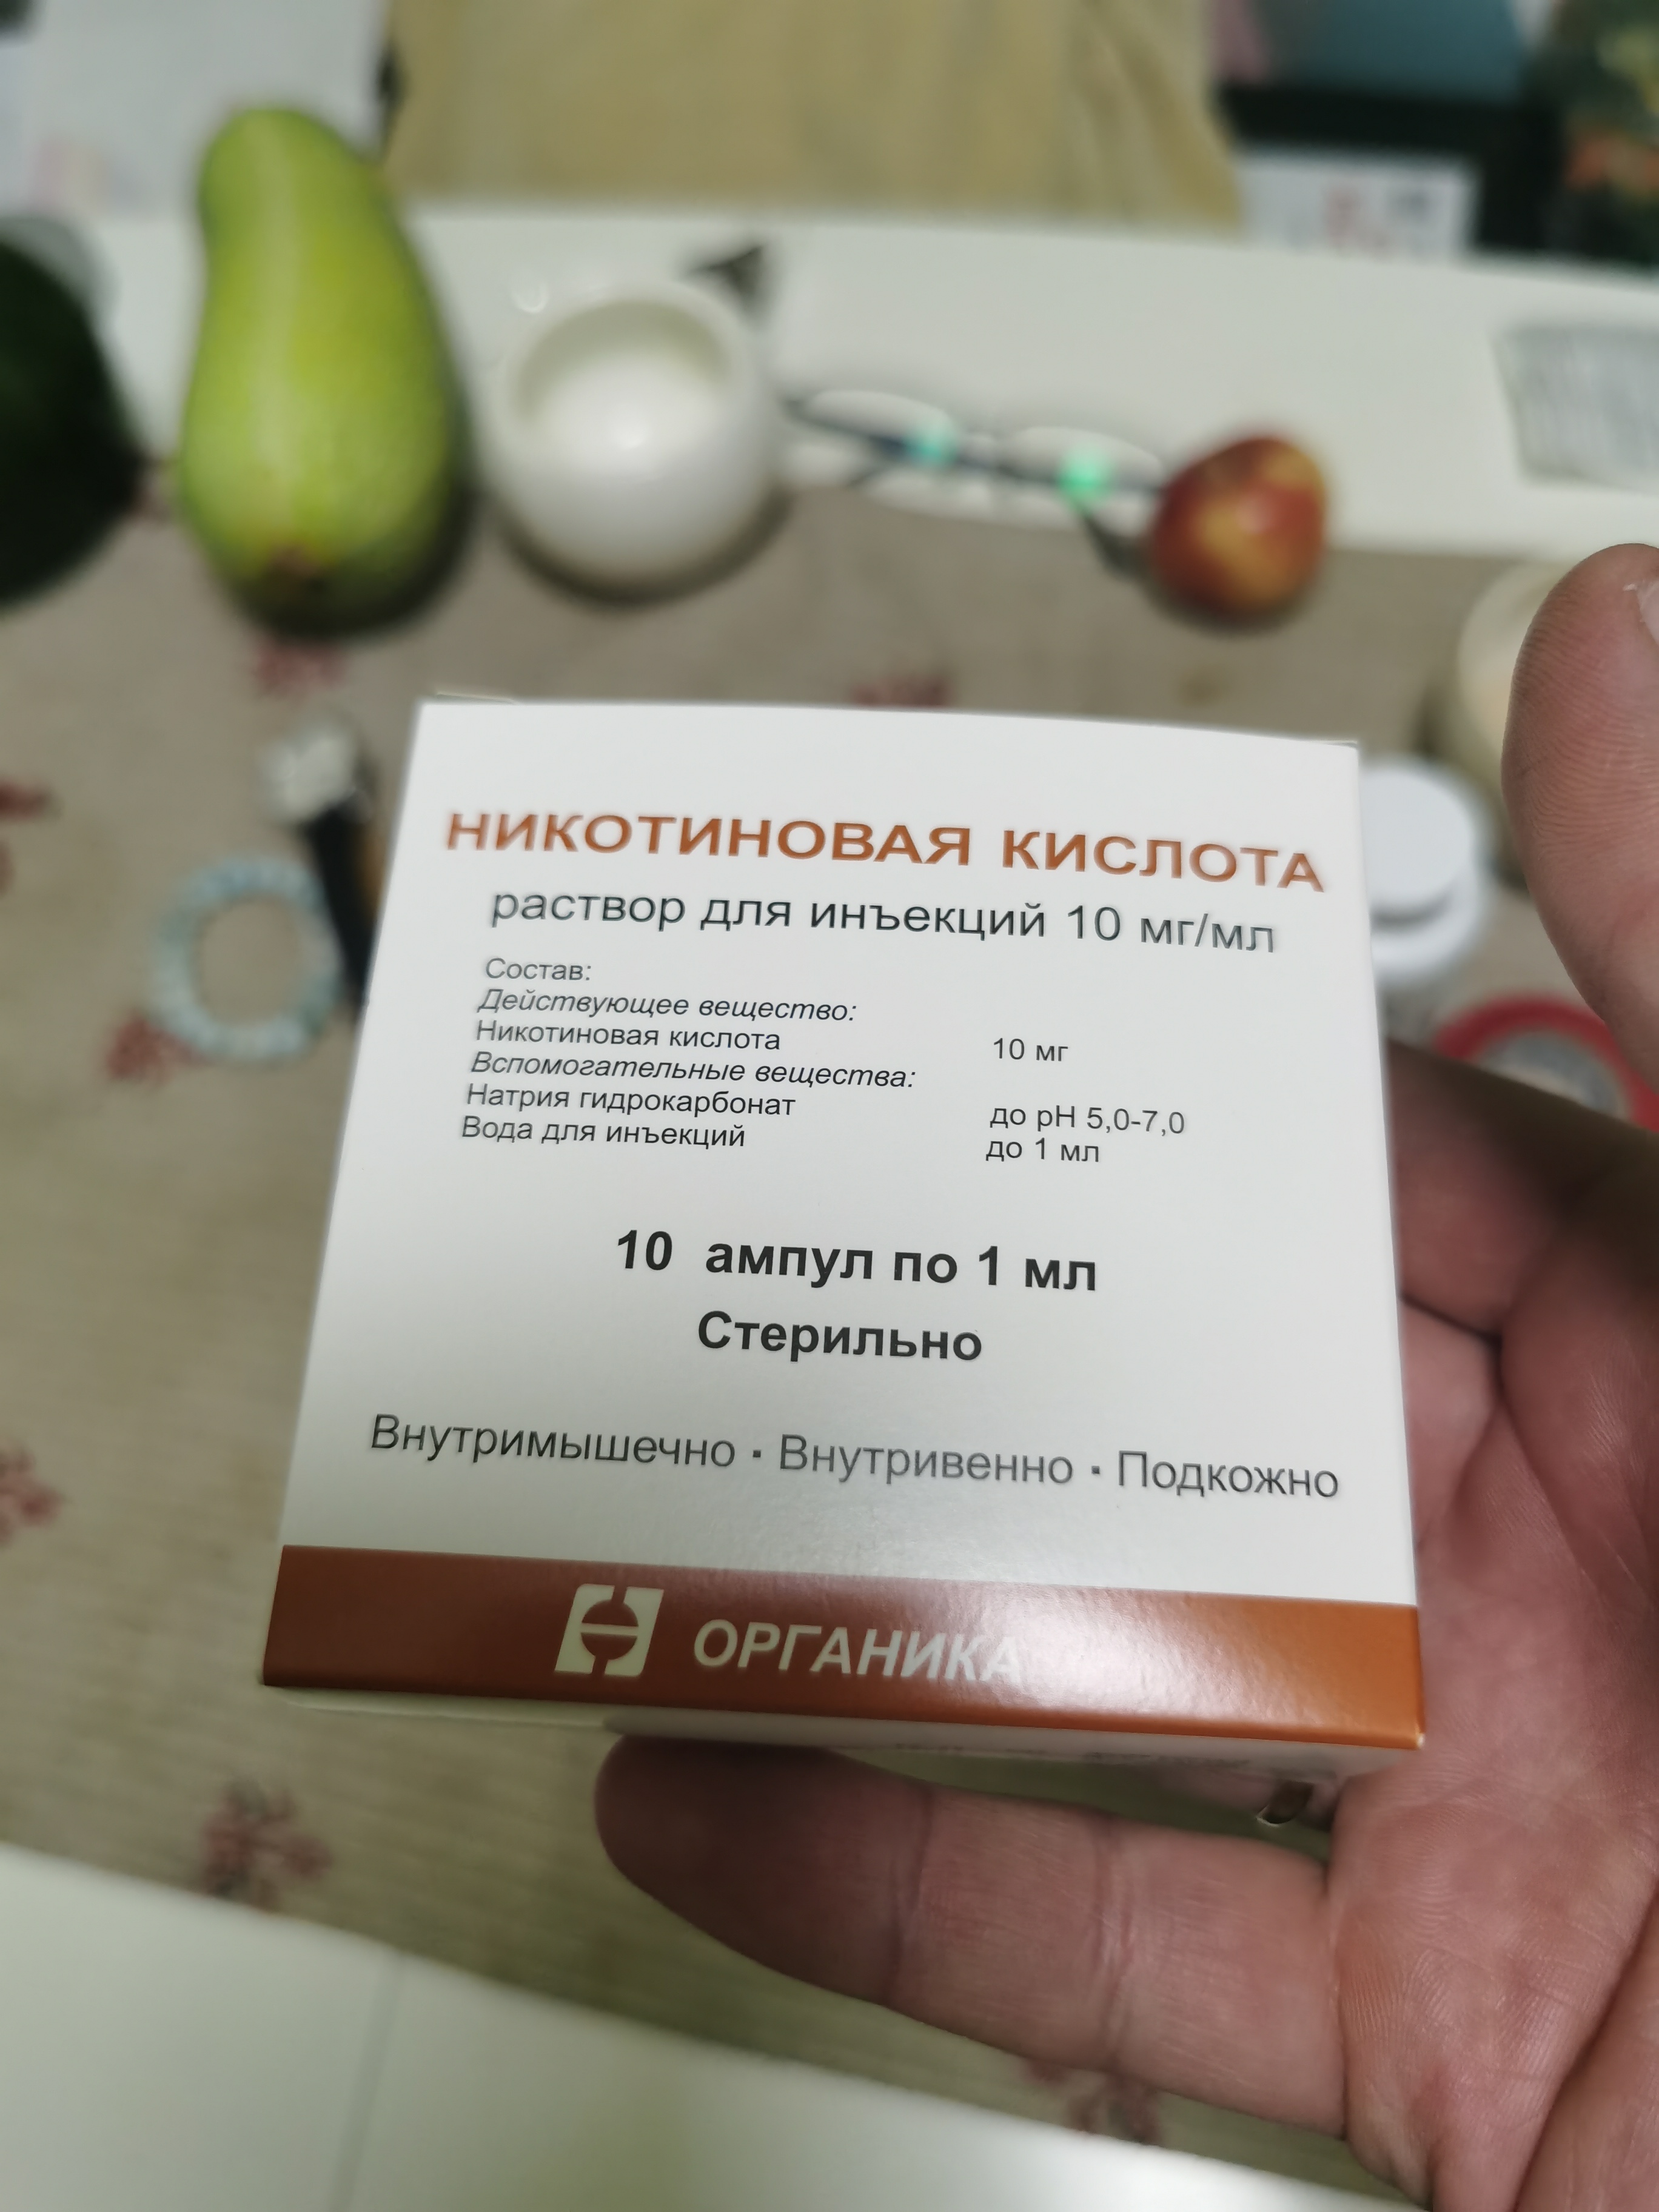 НИКОТИНОВАЯ КИСЛОТА
раствор для инъекций 10 мг/мл
Состав:
Действующее вещество:
Никотиновая кислота 10 мг
Вспомогательные вещества:
Натрия гидрокарбонат до pH 5,0-7,0
Вода для инъекций до 1 мл
10 ампул по 1 мл
Стерильно
Внутримышечно · Внутривенно · Подкожно
ОРГАНИКА